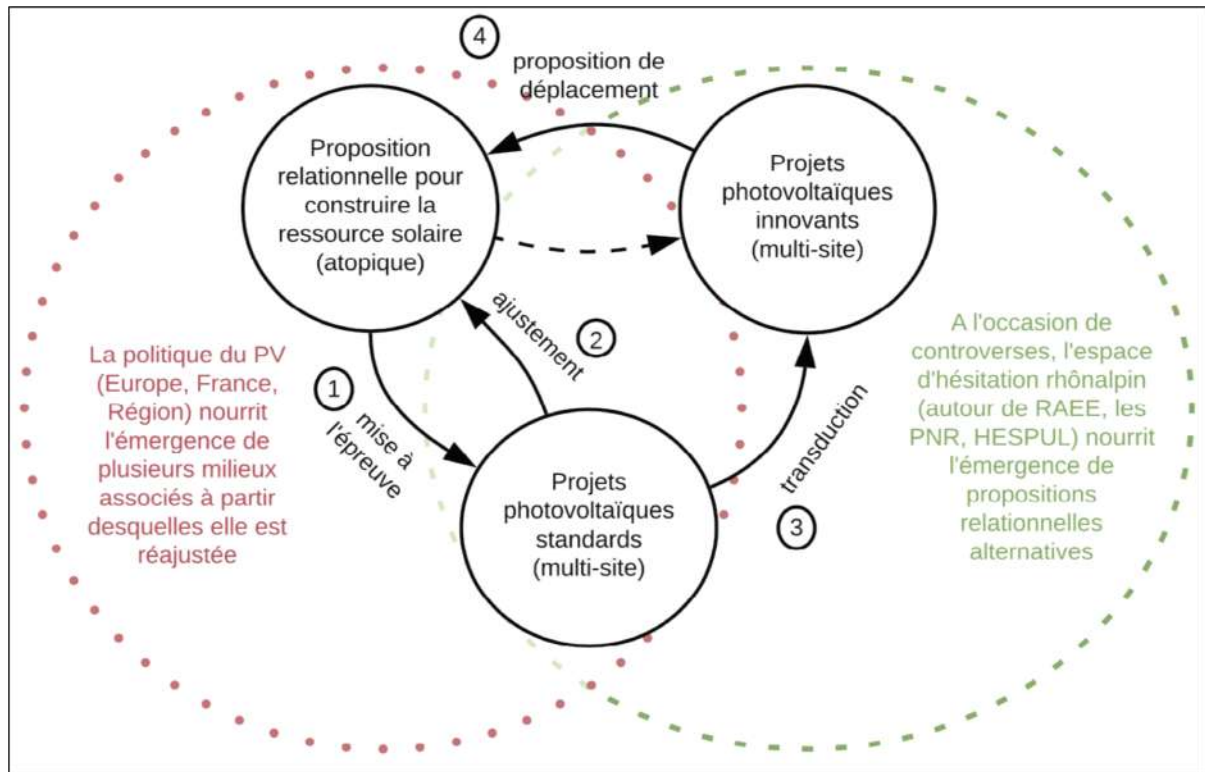 4
proposition de
déplacement
Proposition
relationnelle pour
construire la
ressource solaire
(atopique)
Projets
photovoltaïques
innovants
(multi-site)
ajustement
2
1
mise à
l'épreuve
La politique du PV
(Europe, France,
Région) nourrit
l'émergence de
plusieurs milieux
associés à partir
desquelles elle est
réajustée
Projets
photovoltaïques
standards
(multi-site)
transduction
3
A l'occasion de
controverses, l'espace
d'hésitation rhônalpin
(autour de RAEE, les
PNR, HESPUL) nourrit
l'émergence de
propositions
relationnelles
alternatives